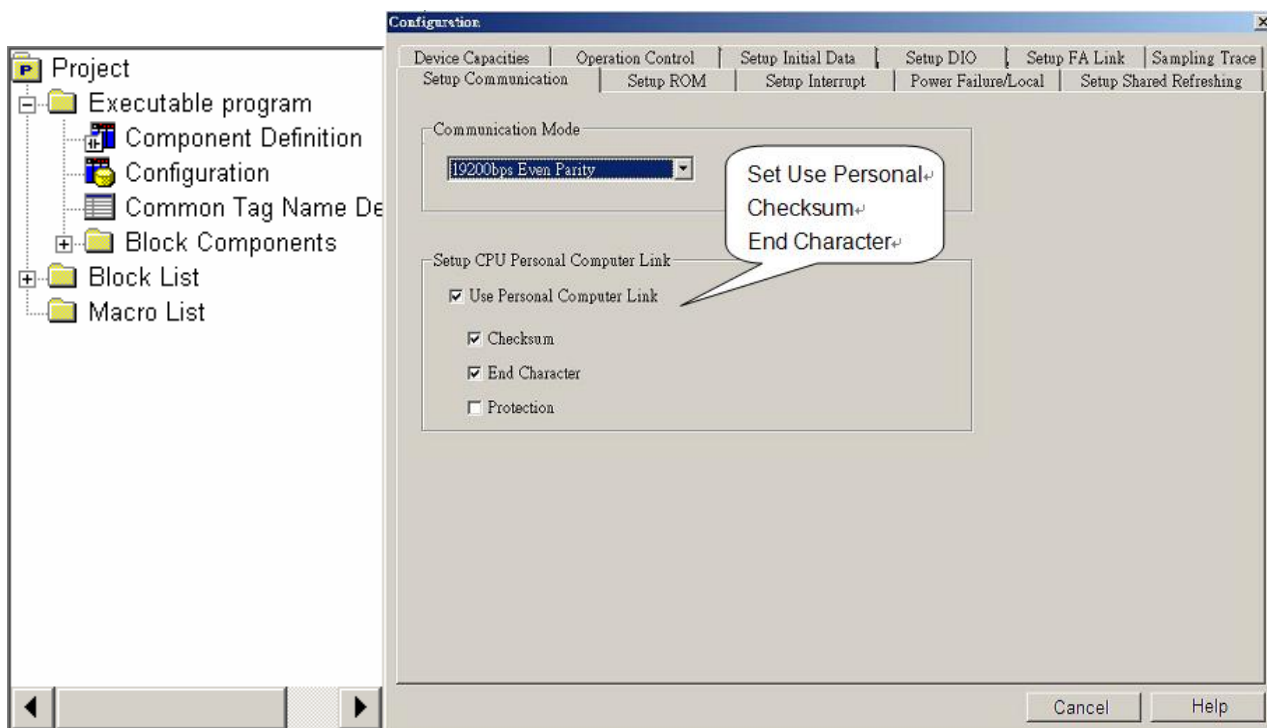 Project
Executable program
Component Definition
Configuration
Common Tag Name De
Block Components
Block List
Macro List
Configuration
Device Capacities
Operation Control
Setup Initial Data
Setup DIO
Setup FA Link
Sampling Trace
Setup Communication
Setup ROM
Setup Interrupt
Power Failure/Local
Setup Shared Refreshing
Communication Mode
19200bps Even Parity
Set Use Personal
Checksum
End Character
Setup CPU Personal Computer Link
Use Personal Computer Link
Checksum
End Character
Protection
Cancel
Help